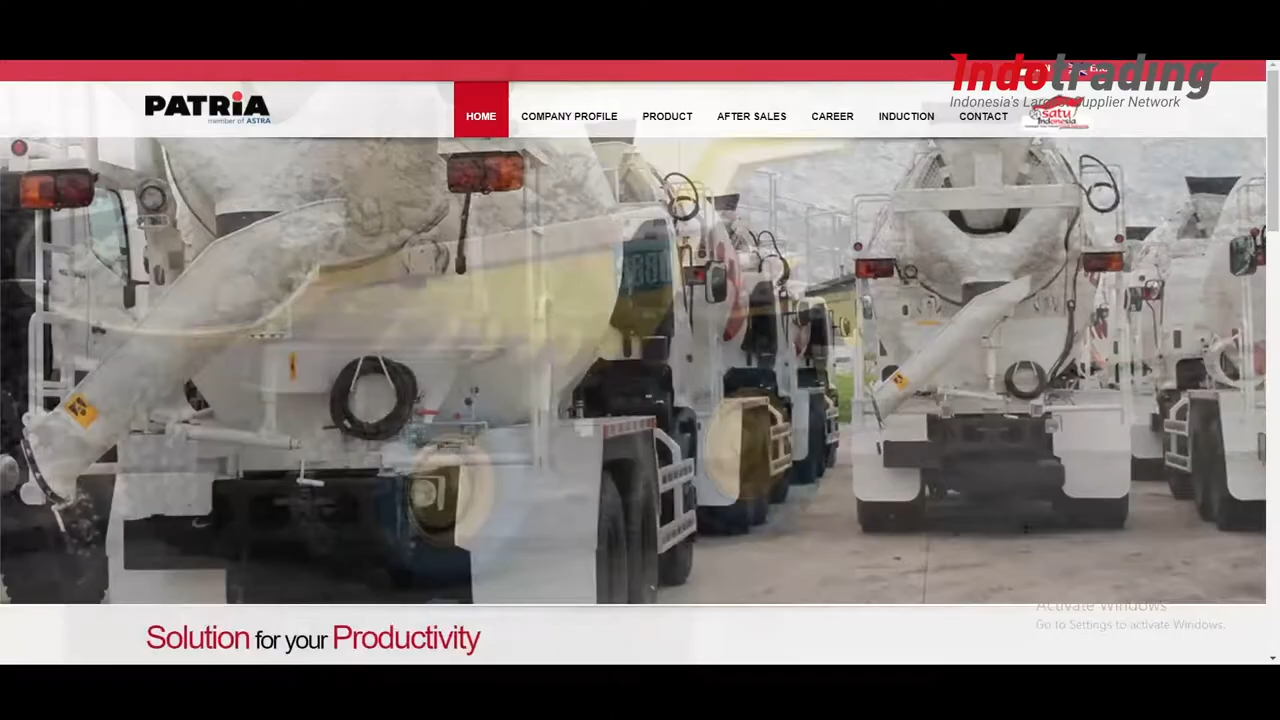 Indotrading
Indonesia's Largest Supplier Network
PATRIA
member of ASTRA
HOME
COMPANY PROFILE
PRODUCT
AFTER SALES
CAREER
INDUCTION
CONTACT
satu
Indonesia
Activate Windows
Go to Settings to activate Windows.
Solution for your Productivity